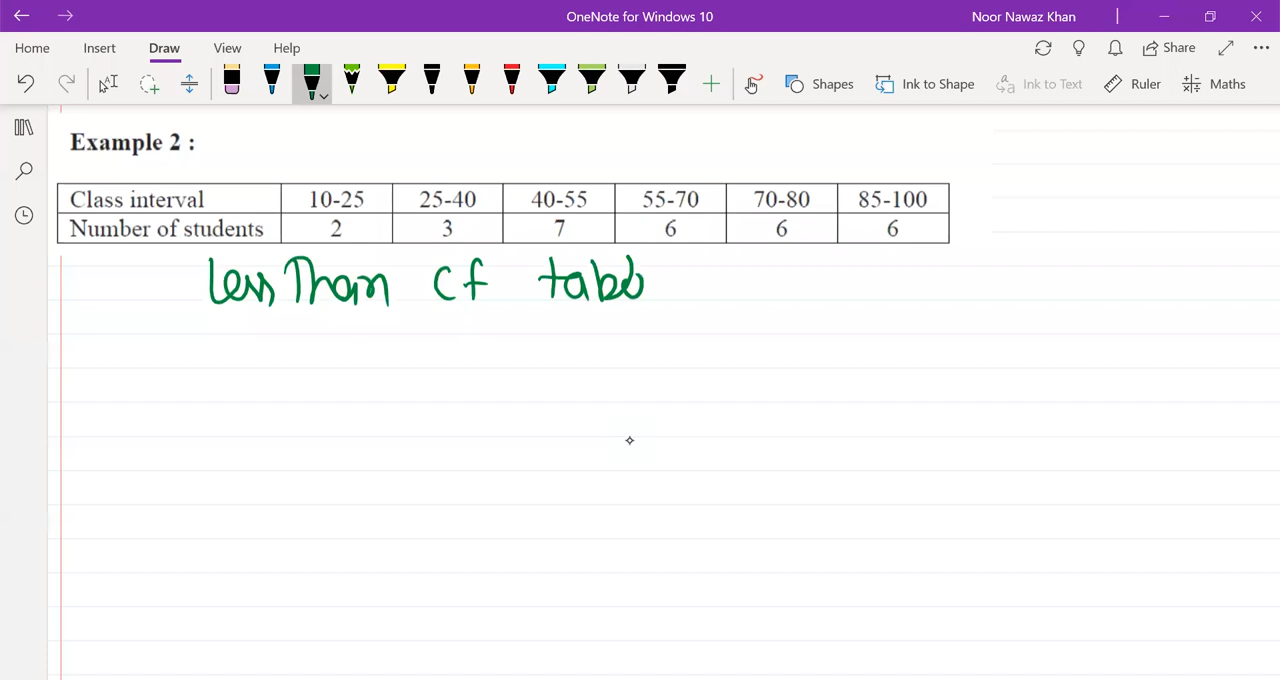 OneNote for Windows 10
Noor Nawaz Khan
Home Insert Draw View Help
Share
Shapes Ink to Shape Ink to Text Ruler Maths
Example 2 :
Class interval 10-25 25-40 40-55 55-70 70-80 85-100
Number of students 2 3 7 6 6 6
less Than cf